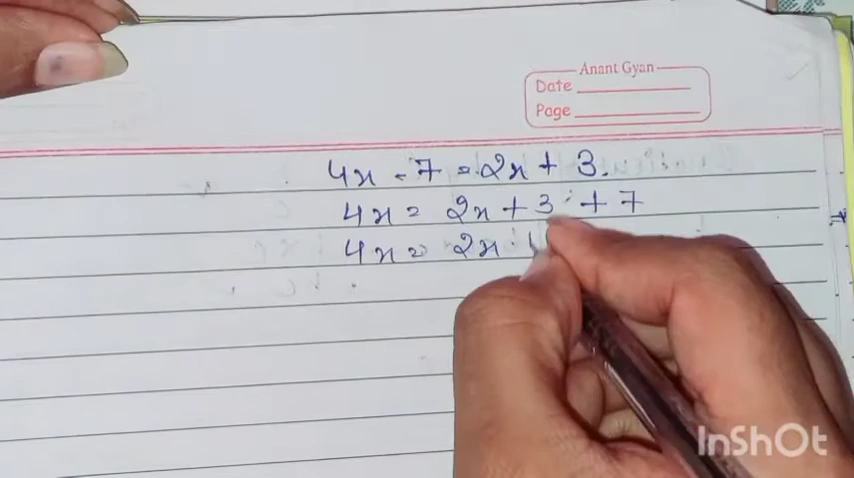 Anant Gyan
Date
Page
4x - 7 = 2x + 3.
4x = 2x + 3 + 7
4x = 2x
InShOt